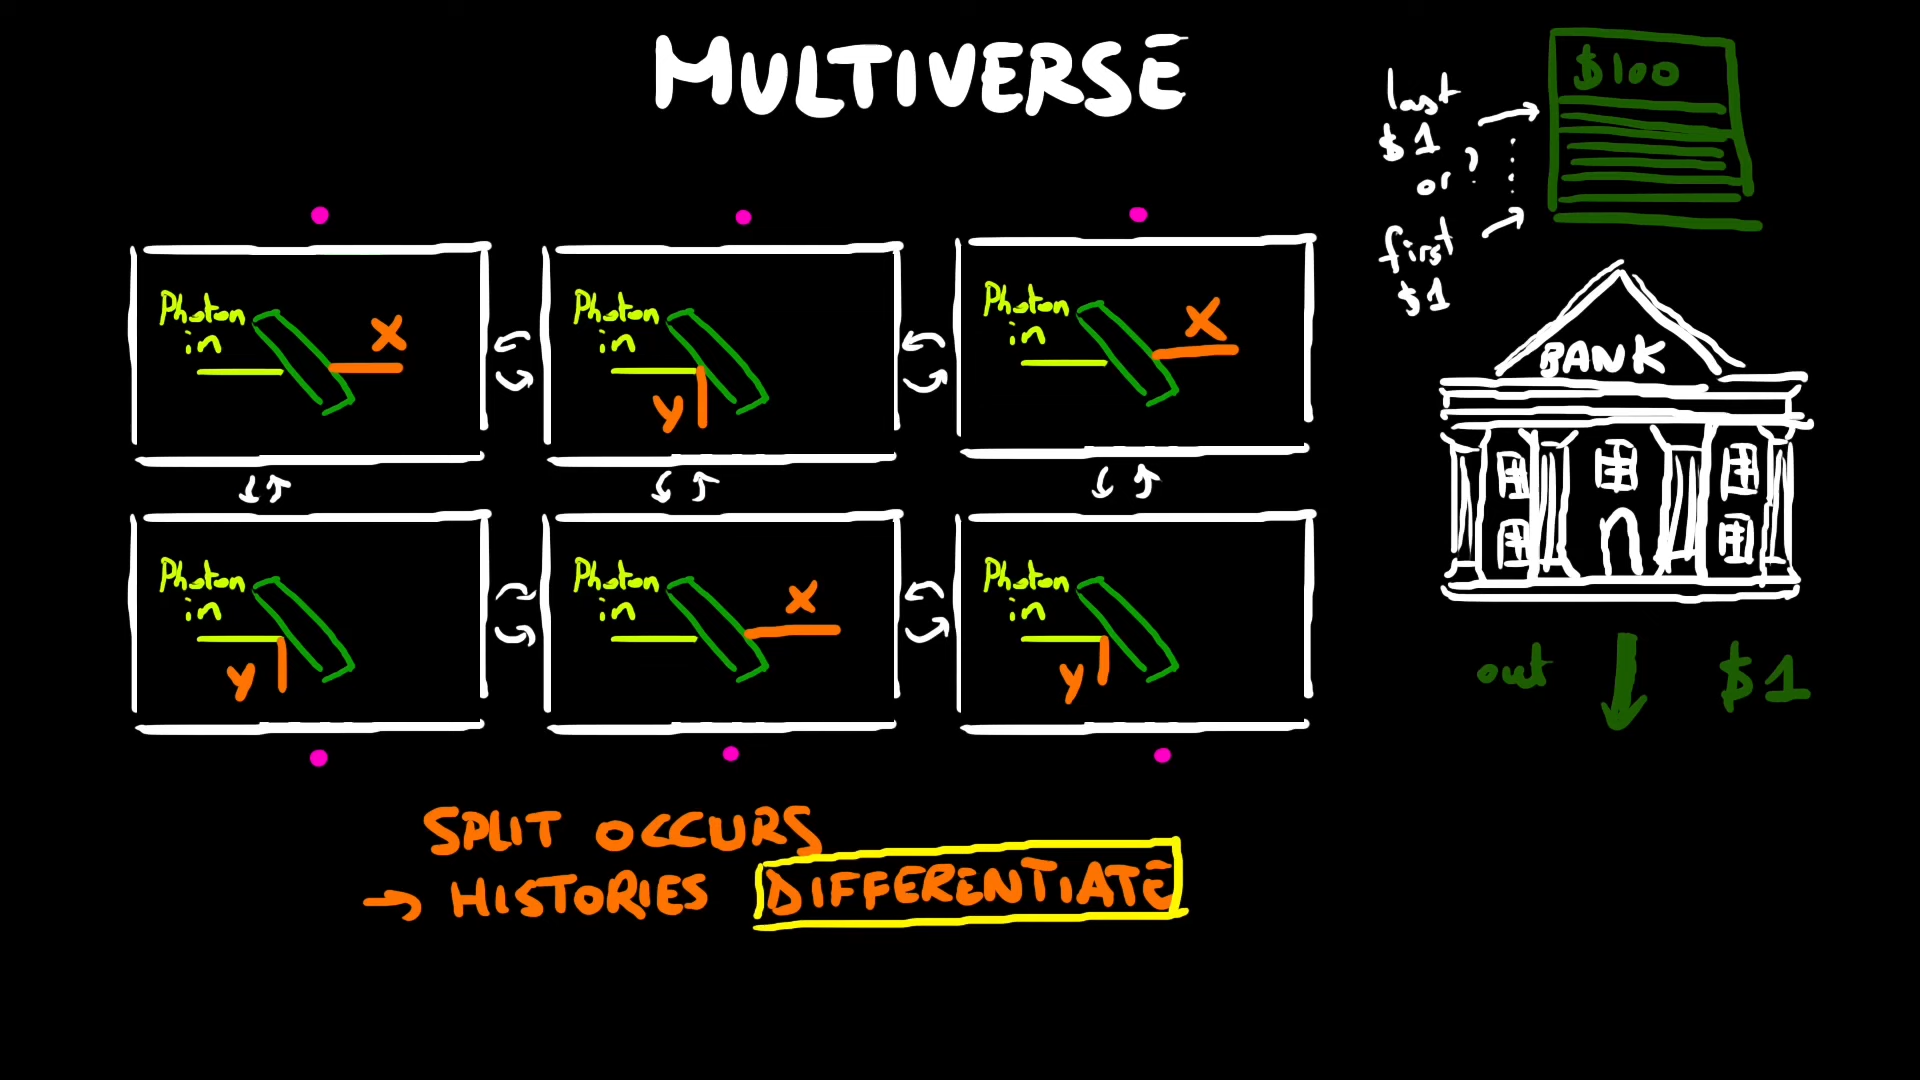 MULTIVERSE
$100
last
$1
or ?
first
$1
Photon
in
X
Photon
in
y
Photon
in
X
BANK
Photon
in
y
Photon
in
X
Photon
in
y
out
$1
SPLIT OCCURS
→ HISTORIES DIFFERENTIATE